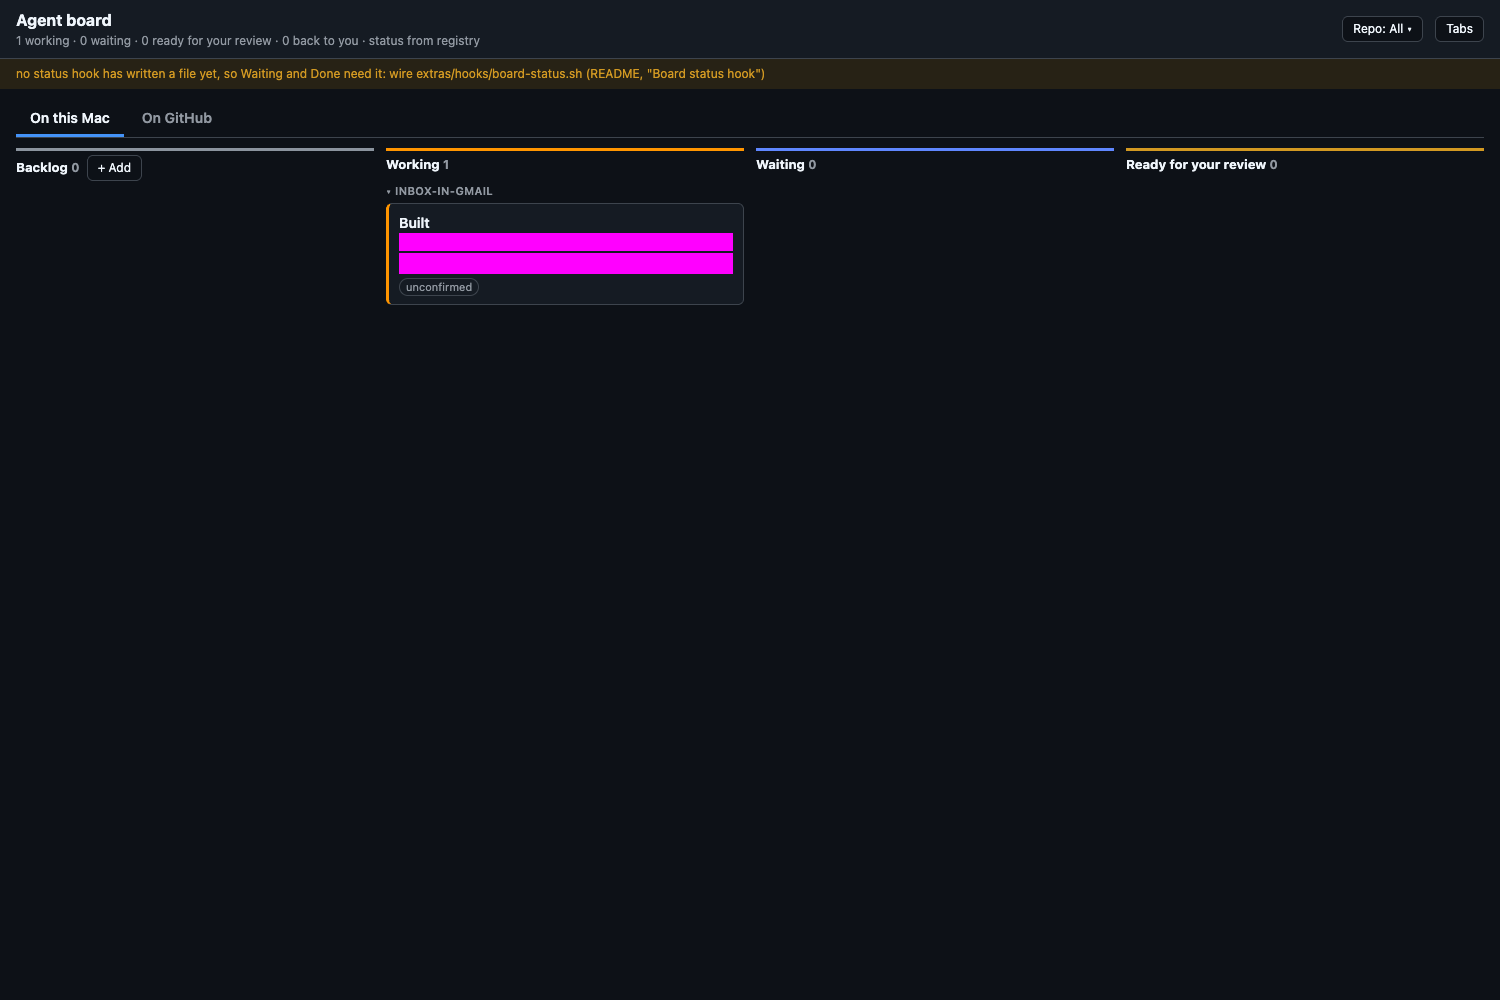 Agent board
1 working · 0 waiting · 0 ready for your review · 0 back to you · status from registry
Repo: All ▾
Tabs
no status hook has written a file yet, so Waiting and Done need it: wire extras/hooks/board-status.sh (README, "Board status hook")
On this Mac
On GitHub
Backlog 0
+ Add
Working 1
Waiting 0
Ready for your review 0
▾ INBOX-IN-GMAIL
Built
unconfirmed